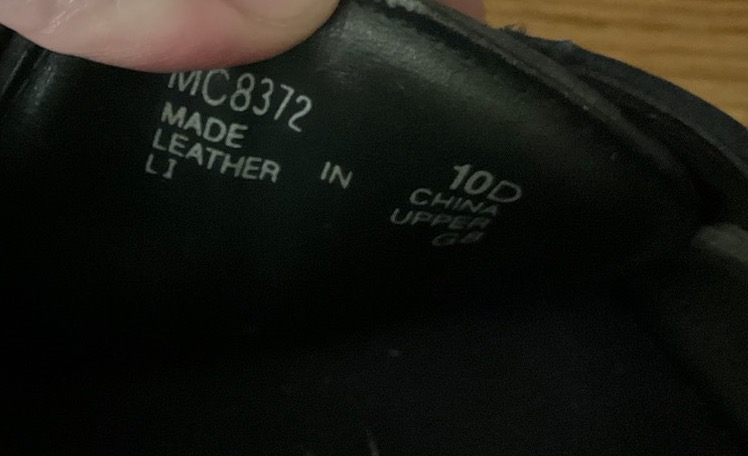 MC8372 10D
MADE IN CHINA
LEATHER UPPER
LI